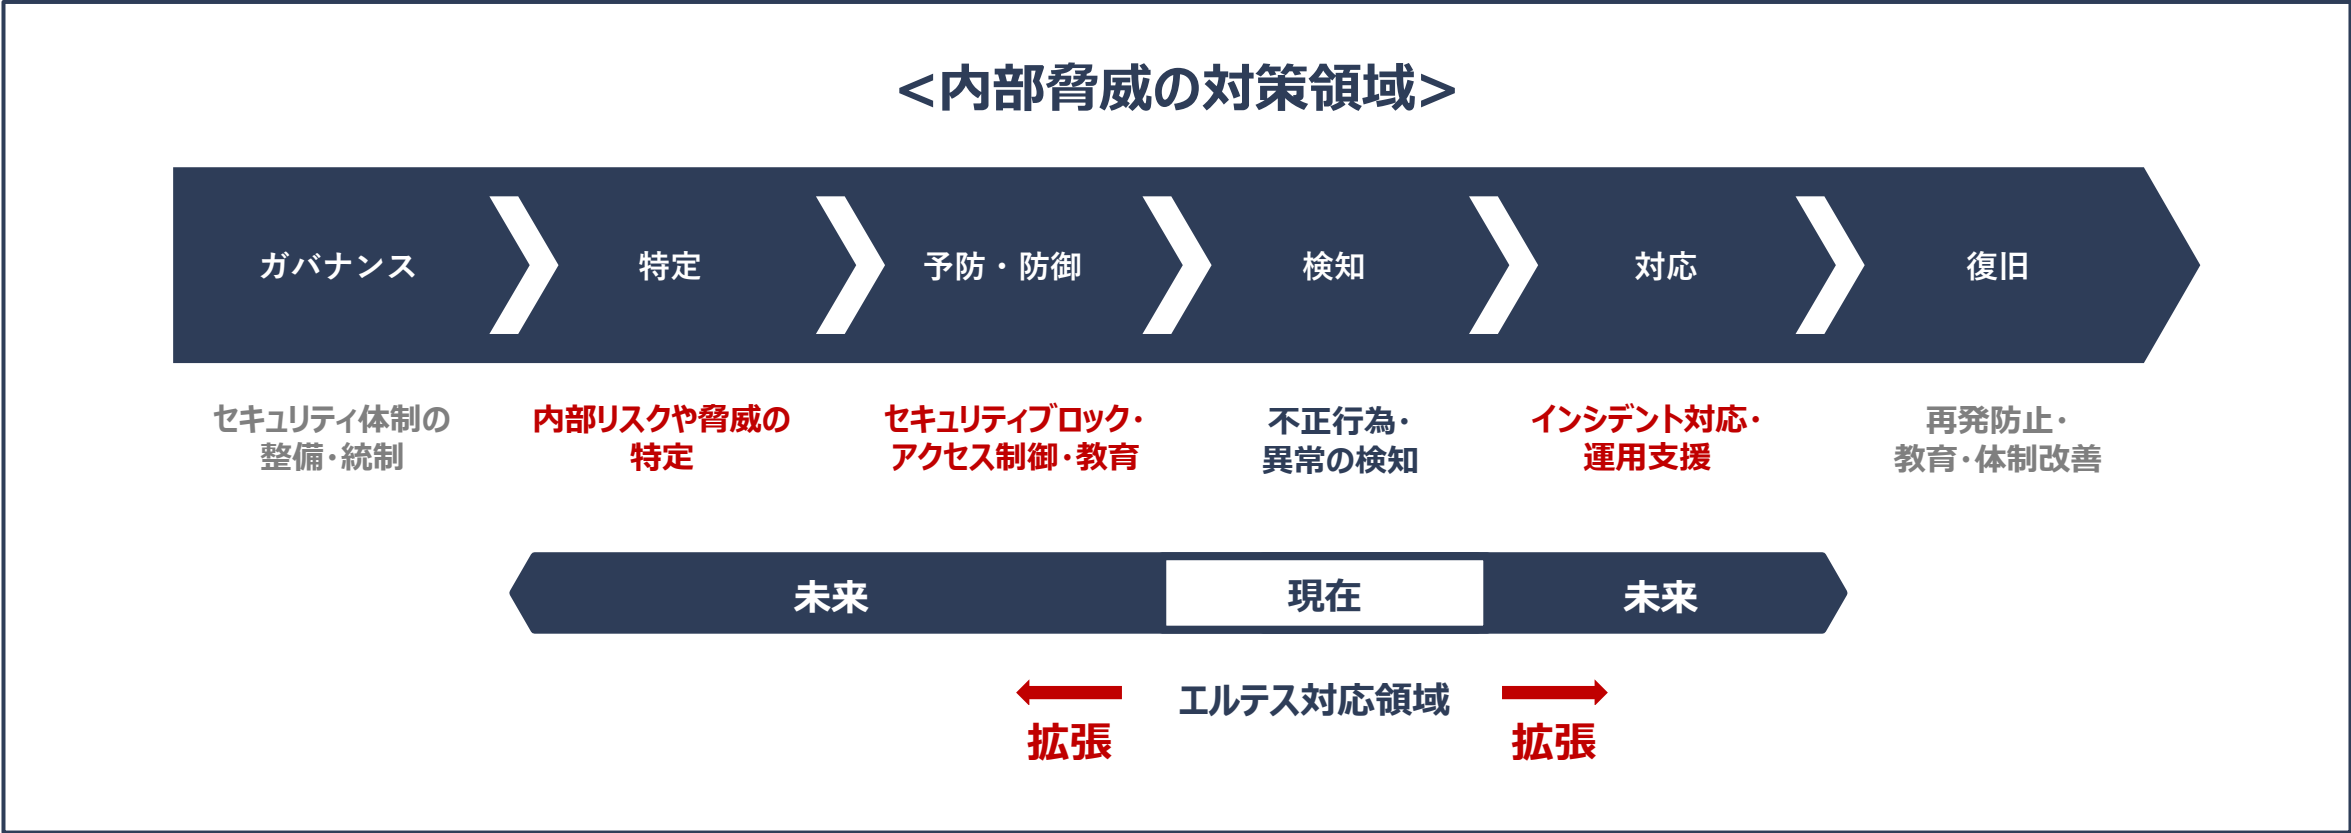 <内部脅威の対策領域>
ガバナンス
特定
予防・防御
検知
対応
復旧
セキュリティ体制の
整備・統制
内部リスクや脅威の
特定
セキュリティブロック・
アクセス制御・教育
不正行為・
異常の検知
インシデント対応・
運用支援
再発防止・
教育・体制改善
未来
現在
未来
エルテス対応領域
拡張
拡張